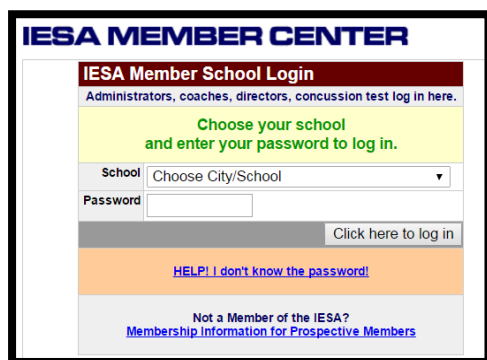 IESA MEMBER CENTER
IESA Member School Login
Administrators, coaches, directors, concussion test log in here.
Choose your school
and enter your password to log in.
School Choose City/School
Password
Click here to log in
HELP! I don't know the password!
Not a Member of the IESA?
Membership Information for Prospective Members